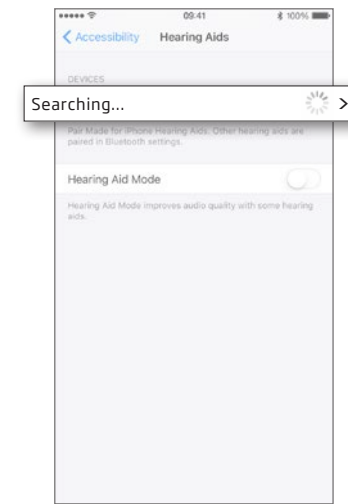 09:41 100%
Accessibility Hearing Aids
DEVICES
Searching...
Pair Made for iPhone Hearing Aids. Other hearing aids are
paired in Bluetooth settings.
Hearing Aid Mode
Hearing Aid Mode improves audio quality with some hearing
aids.